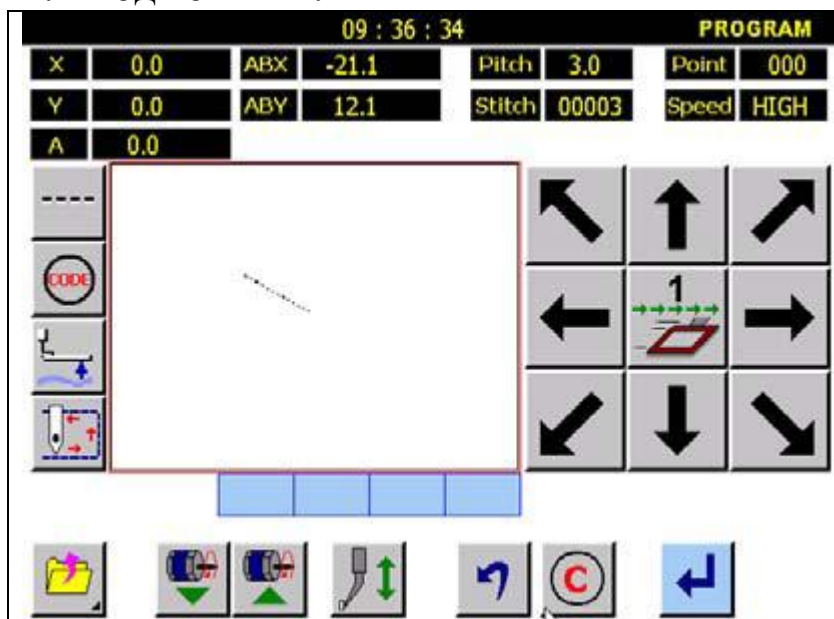 09 : 36 : 34 PROGRAM
X 0.0 ABX -21.1 Pitch 3.0 Point 000
Y 0.0 ABY 12.1 Stitch 00003 Speed HIGH
A 0.0
----
CODE
1
C